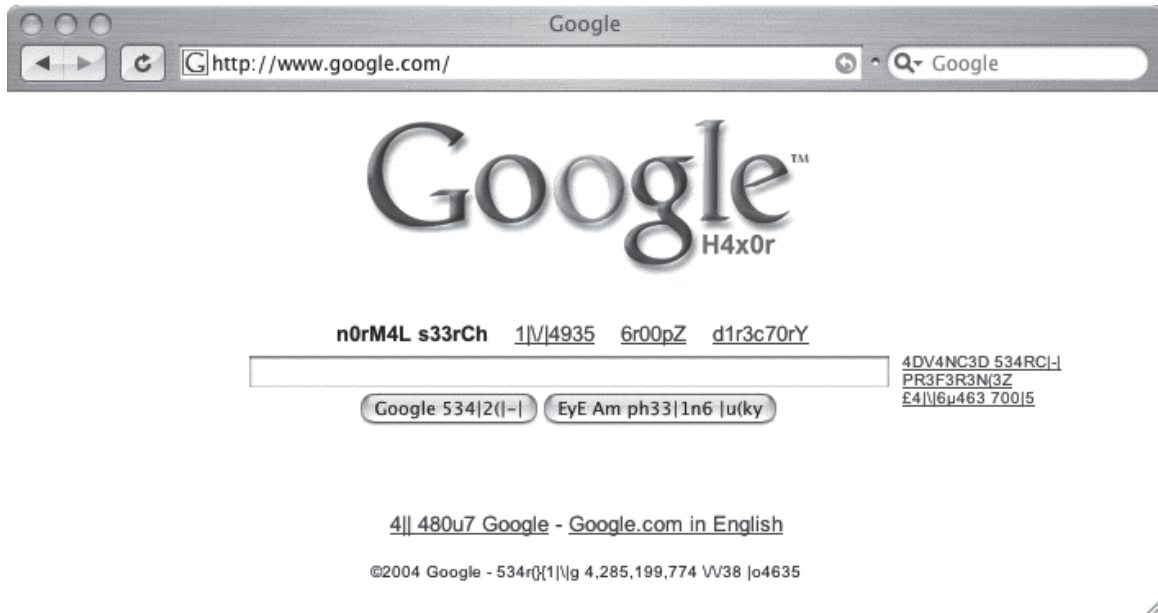 Google
http://www.google.com/ Google
Google™
H4x0r
n0rM4L s33rCh 1|\/|4935 6r00pZ d1r3c70rY
4DV4NC3D 534RC|-|
PR3F3R3N(3Z
£4|\|6µ463 700|5
Google 534|2(|-| EyE Am ph33|1n6 |u(ky
4|| 480u7 Google - Google.com in English
©2004 Google - 534r(}{1|\|g 4,285,199,774 \/\/38 |o4635